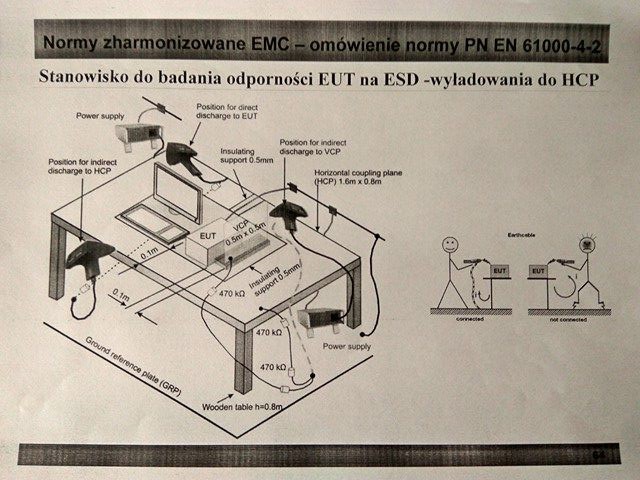 Normy zharmonizowane EMC – omówienie normy PN EN 61000-4-2
Stanowisko do badania odporności EUT na ESD -wyładowania do HCP
Power supply
Position for direct
discharge to EUT
Position for indirect
discharge to HCP
Insulating
support 0.5mm
Position for indirect
discharge to VCP
Horizontal coupling plane
(HCP) 1.6m x 0.8m
VCP
0.5m x 0.5m
EUT
0.1m
0.1m
Insulating
support 0.5mm
470 kΩ
470 kΩ
470 kΩ
Power supply
Ground reference plate (GRP)
Wooden table h=0.8m
Earthcable
EUT
EUT
connected
not connected